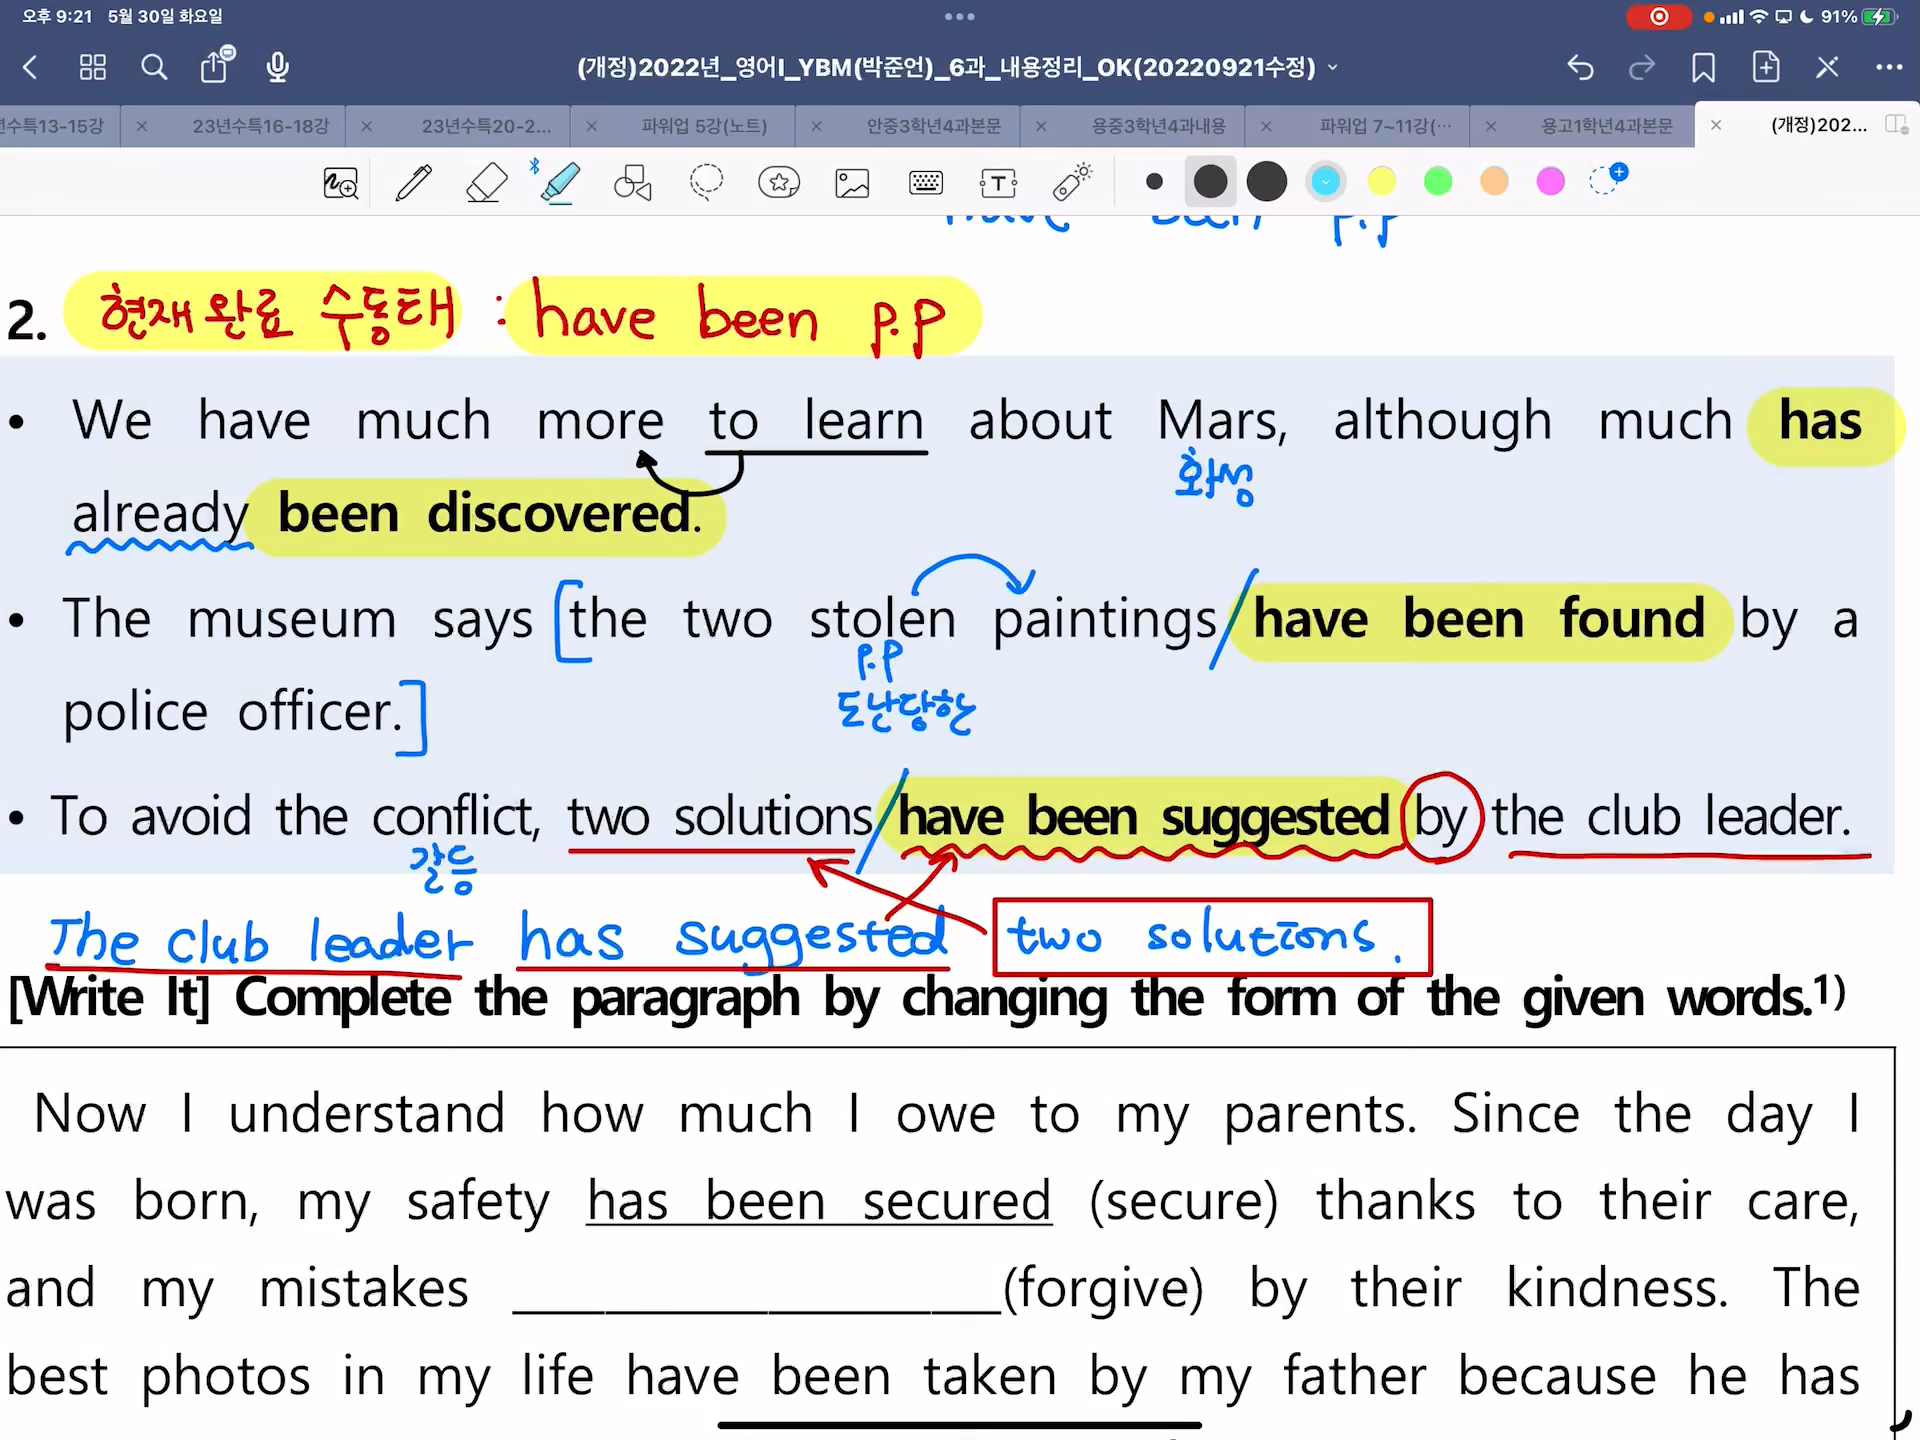 오후 9:21 5월 30일 화요일
91%
(개정)2022년_영어I_YBM(박준언)_6과_내용정리_OK(20220921수정)
년수특13-15강
23년수특16-18강
23년수특20-2...
파워업 5강(노트)
안중3학년4과본문
용중3학년4과내용
파워업 7~11강(...
용고1학년4과본문
(개정)202...
have been p.p
2. 현재완료 수동태 : have been p.p
• We have much more to learn about Mars, although much has
화성
already been discovered.
• The museum says [the two stolen paintings/have been found by a
p.p
police officer.]
도난당한
• To avoid the conflict, two solutions/have been suggested by the club leader.
갈등
The club leader has suggested two solutions.
[Write It] Complete the paragraph by changing the form of the given words.1)
Now I understand how much I owe to my parents. Since the day I
was born, my safety has been secured (secure) thanks to their care,
and my mistakes ____________________(forgive) by their kindness. The
best photos in my life have been taken by my father because he has